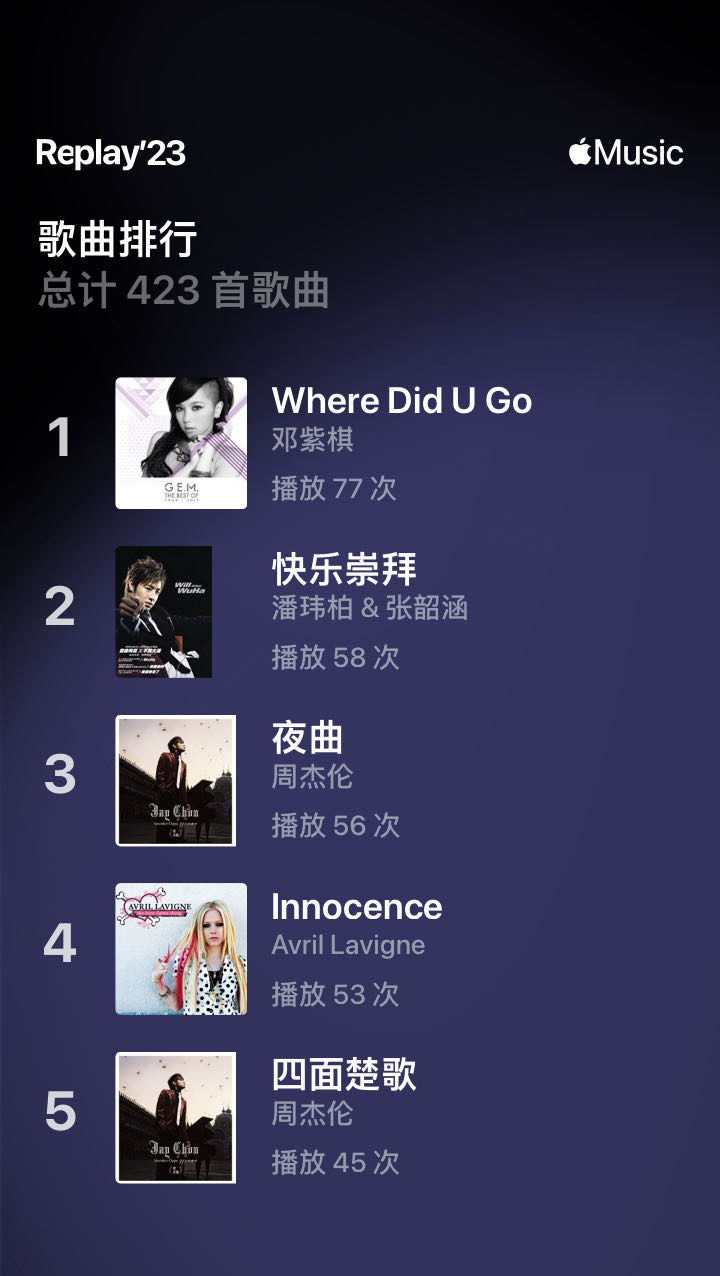 Replay'23
Music
歌曲排行
总计 423 首歌曲
1
G.E.M.
THE BEST OF
Where Did U Go
邓紫棋
播放 77 次
2
Will
WuHa
快乐崇拜
潘玮柏 & 张韶涵
播放 58 次
3
Jay Chou
夜曲
周杰伦
播放 56 次
4
AVRIL LAVIGNE
the best damn thing
Innocence
Avril Lavigne
播放 53 次
5
Jay Chou
四面楚歌
周杰伦
播放 45 次